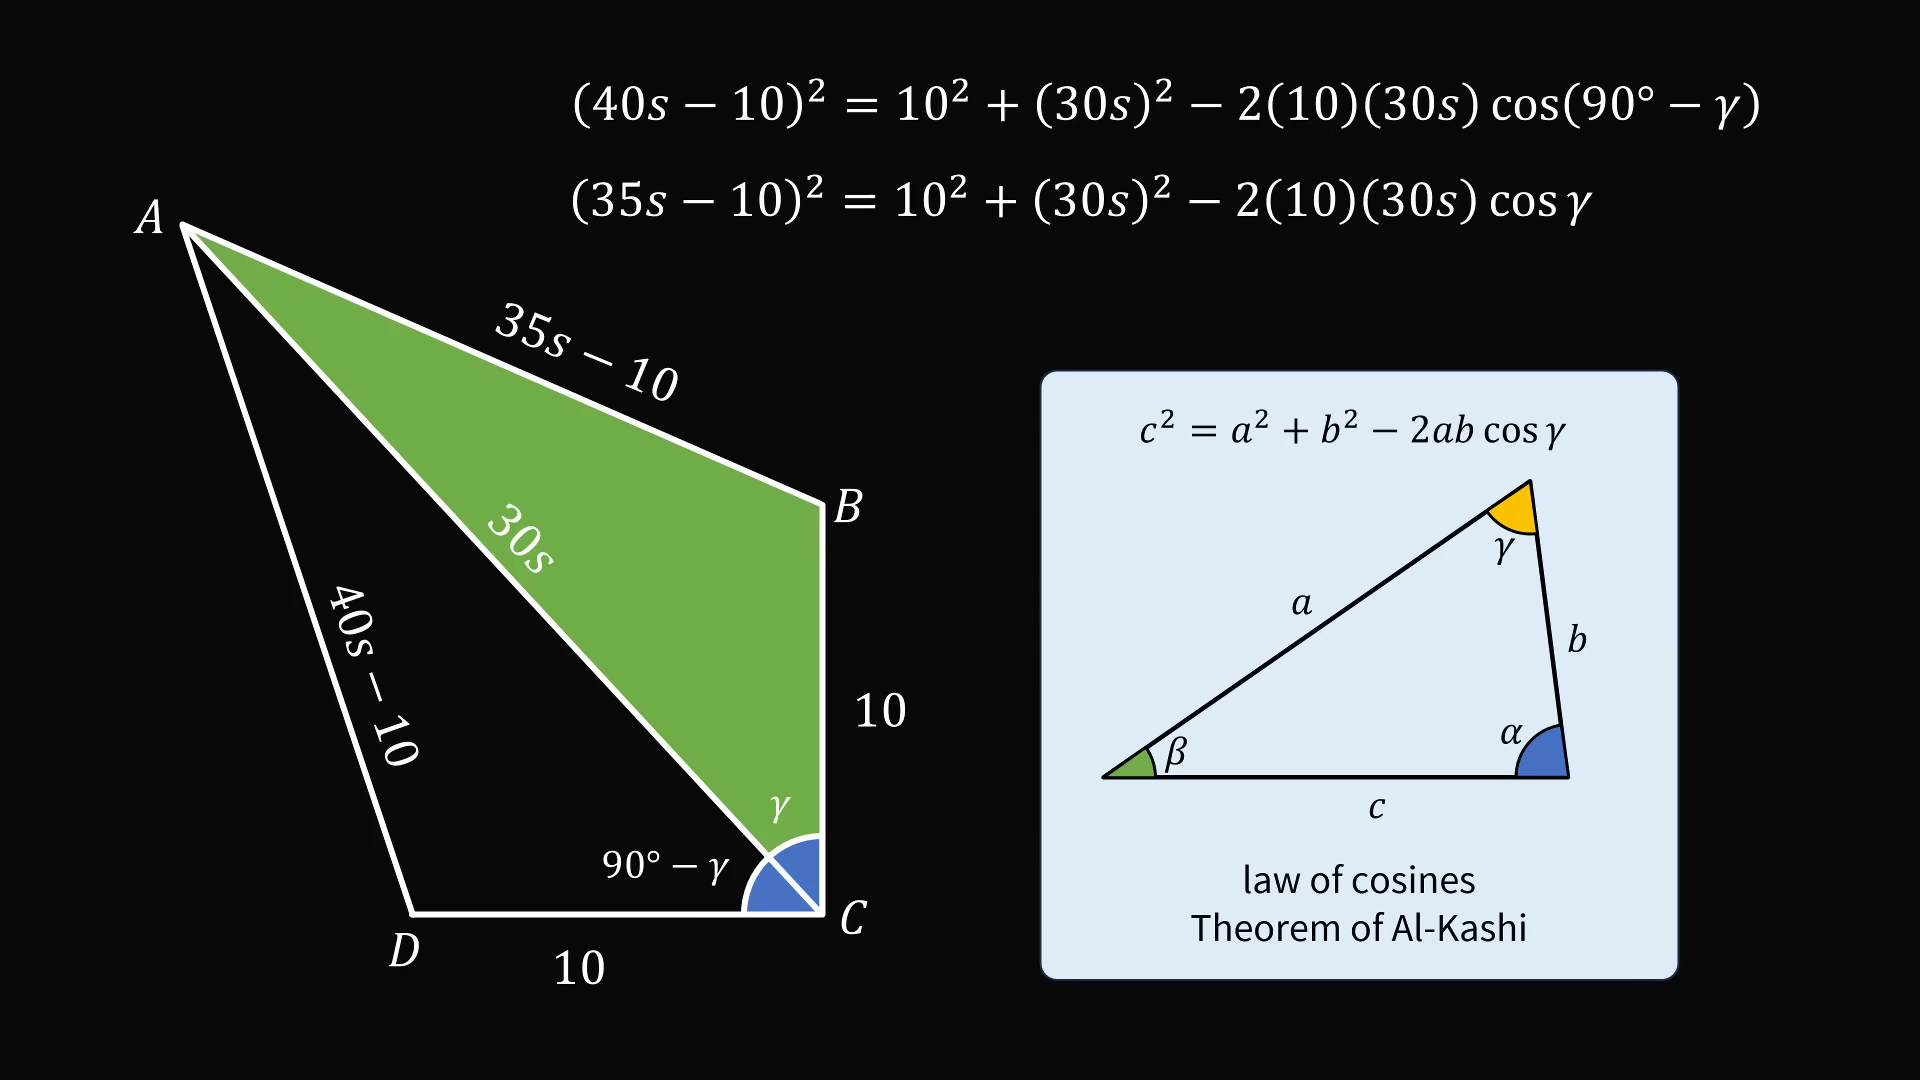 (40s − 10)² = 10² + (30s)² − 2(10)(30s) cos(90° − γ)
(35s − 10)² = 10² + (30s)² − 2(10)(30s) cos γ
A
35s − 10
B
30s
40s − 10
10
γ
90° − γ
C
D
10
c² = a² + b² − 2ab cos γ
γ
a
b
α
β
c
law of cosines
Theorem of Al-Kashi